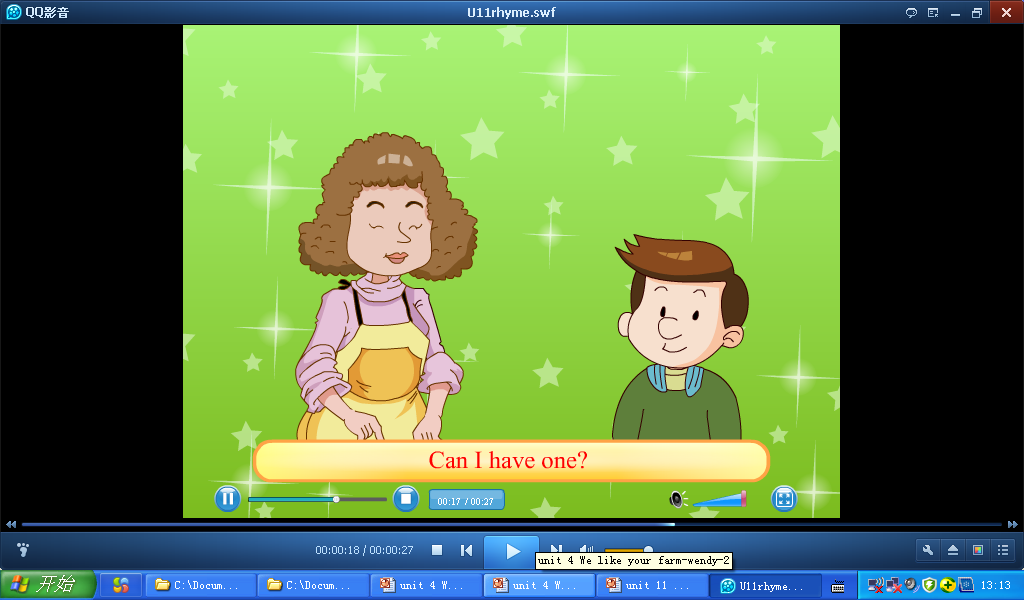 QQ影音
U11rhyme.swf
Can I have one?
00:17 / 00:27
00:00:18 / 00:00:27
unit 4 We like your farm-wendy-2
开始
C:\Docum...
C:\Docum...
unit 4 W...
unit 4 W...
unit 11 ...
U11rhyme...
13:13